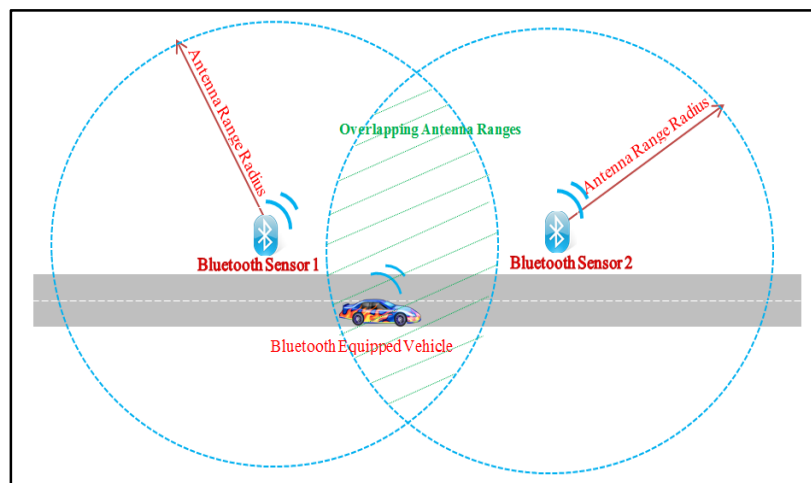 Antenna Range Radius
Overlapping Antenna Ranges
Antenna Range Radius
Bluetooth Sensor 1
Bluetooth Sensor 2
Bluetooth Equipped Vehicle